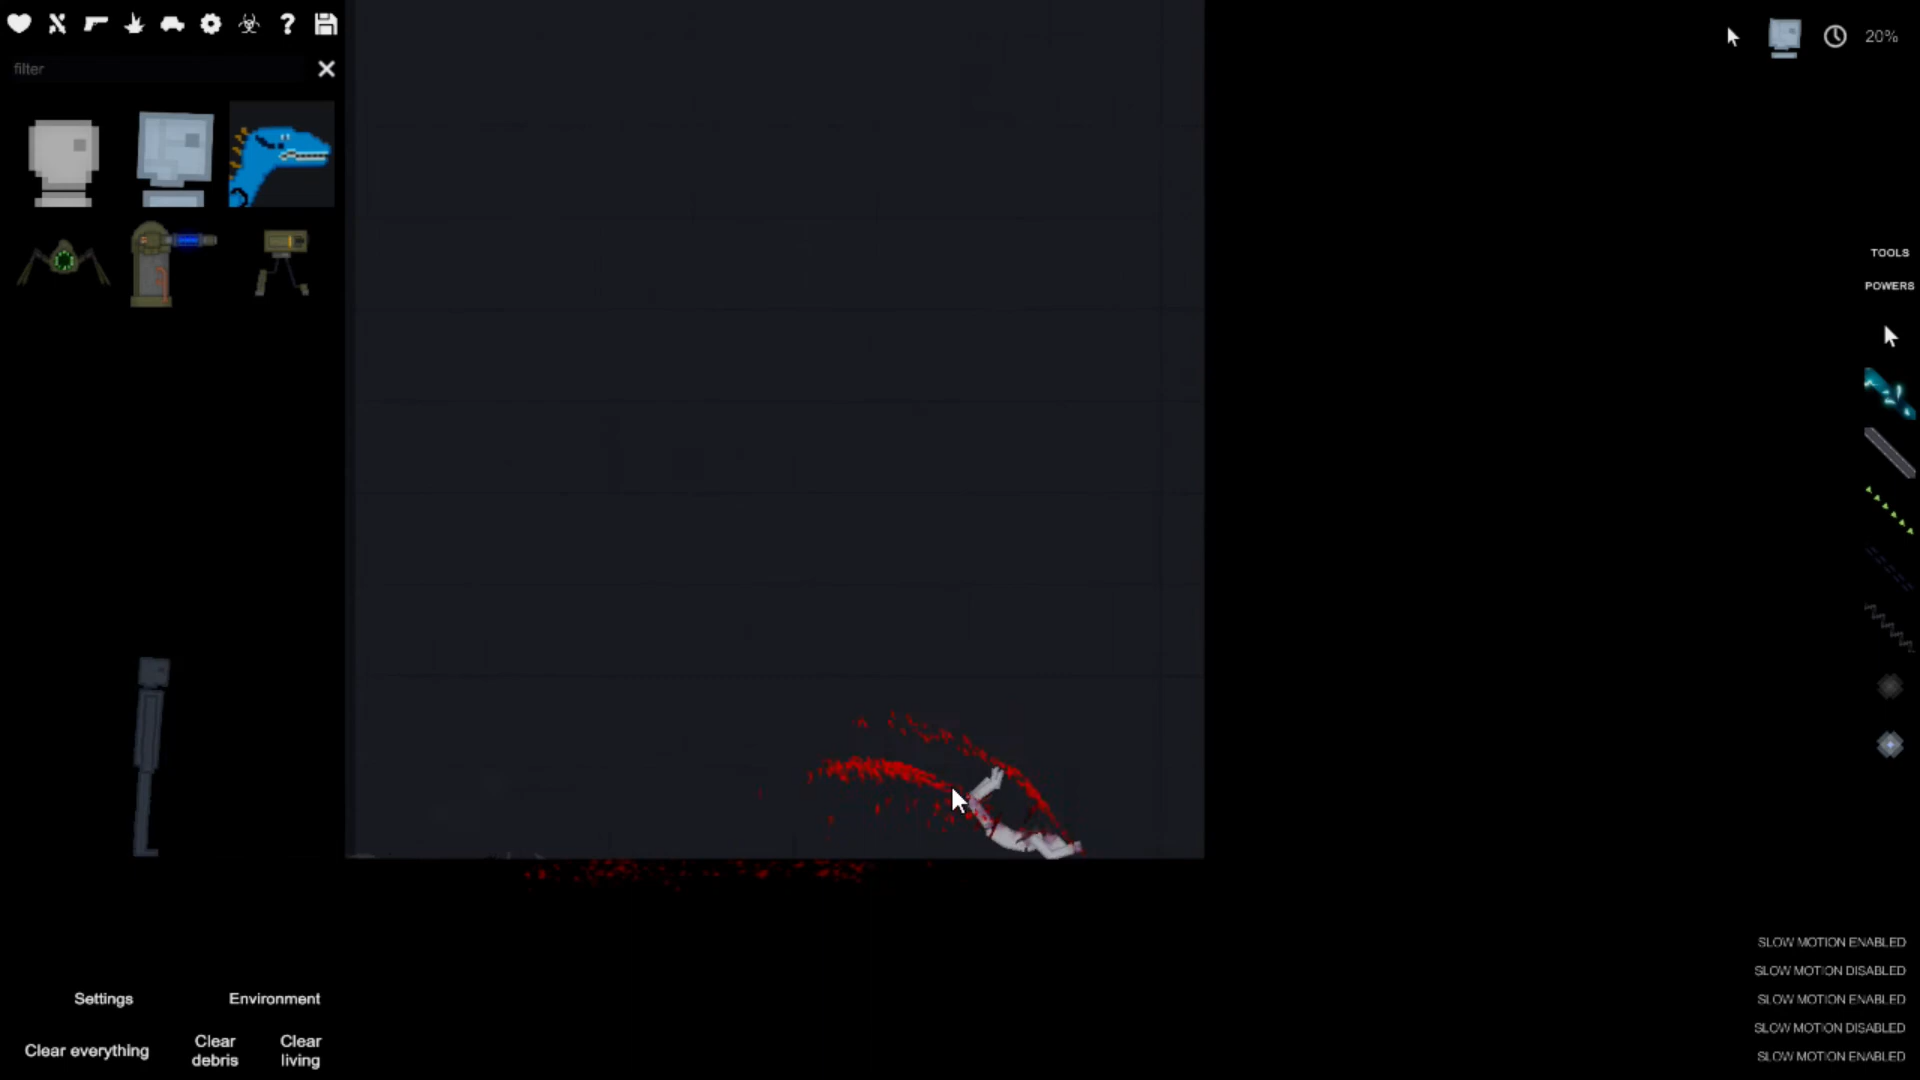 20%
filter
TOOLS
POWERS
SLOW MOTION ENABLED
SLOW MOTION DISABLED
SLOW MOTION ENABLED
SLOW MOTION DISABLED
SLOW MOTION ENABLED
Settings
Environment
Clear everything
Clear debris
Clear living